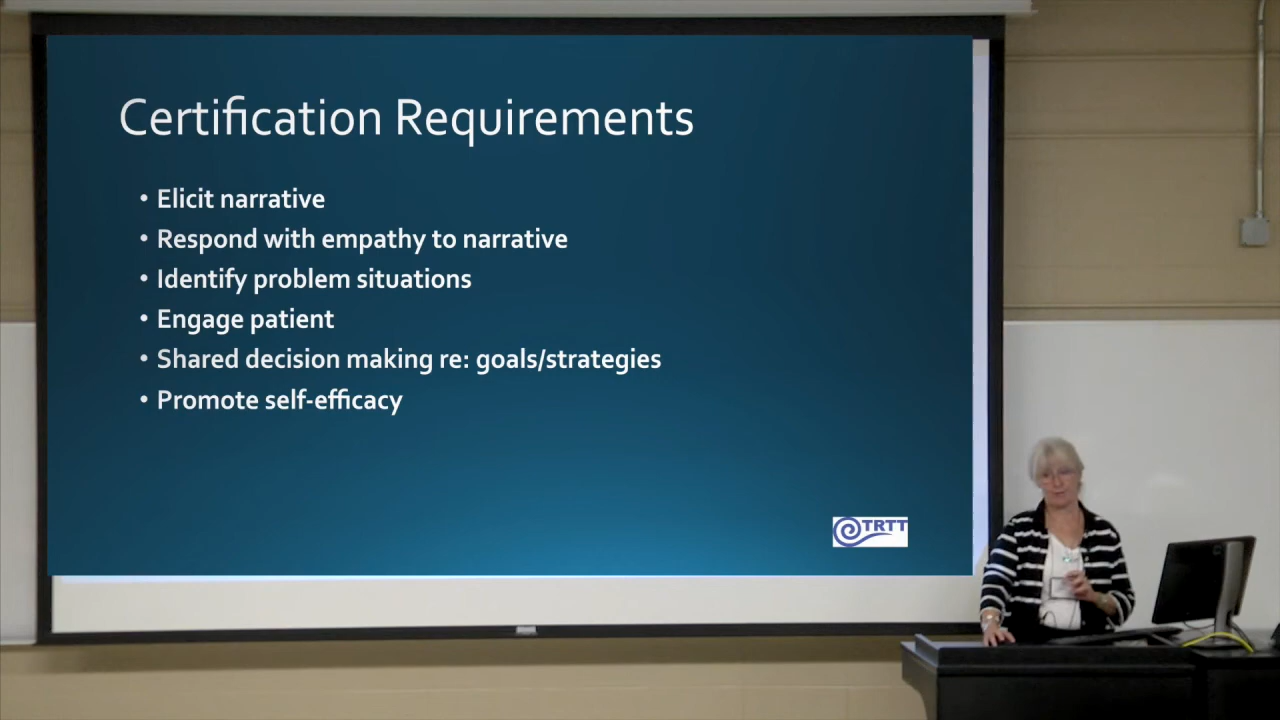 Certification Requirements
• Elicit narrative
• Respond with empathy to narrative
• Identify problem situations
• Engage patient
• Shared decision making re: goals/strategies
• Promote self-efficacy
TRTT